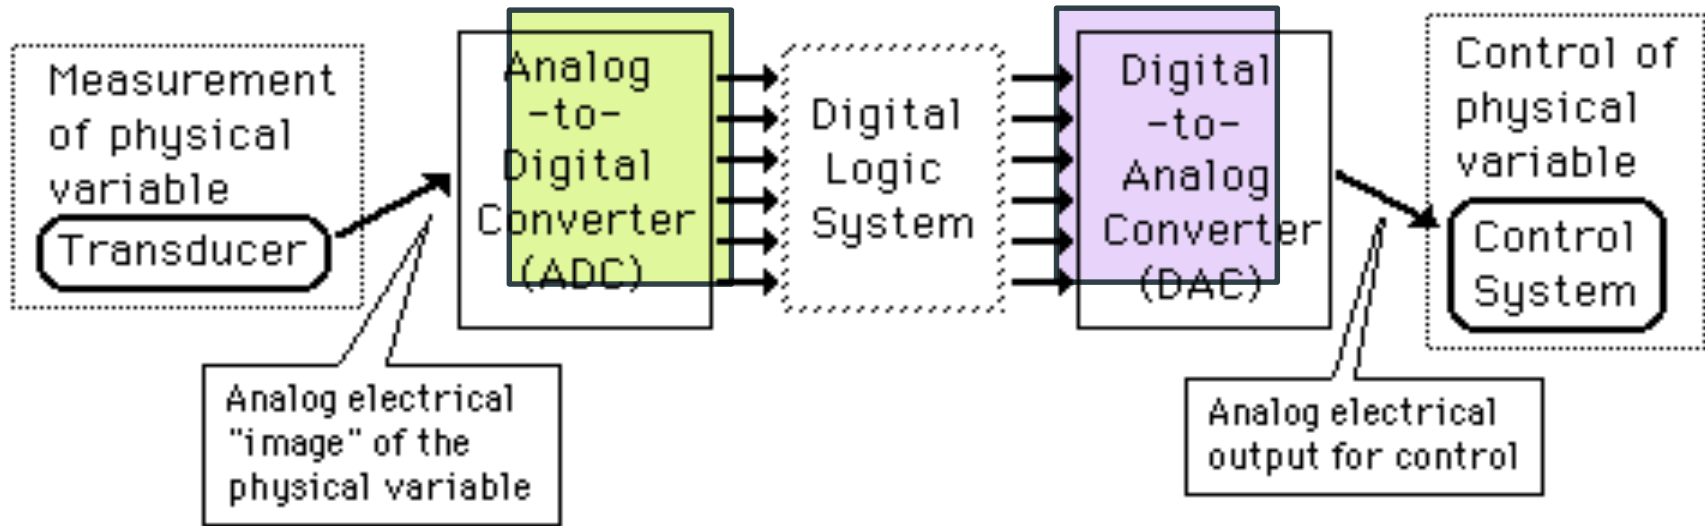 Measurement
of physical
variable
Transducer
Analog
-to-
Digital
Converter
(ADC)
Digital
Logic
System
Digital
-to-
Analog
Converter
(DAC)
Control of
physical
variable
Control
System
Analog electrical
"image" of the
physical variable
Analog electrical
output for control